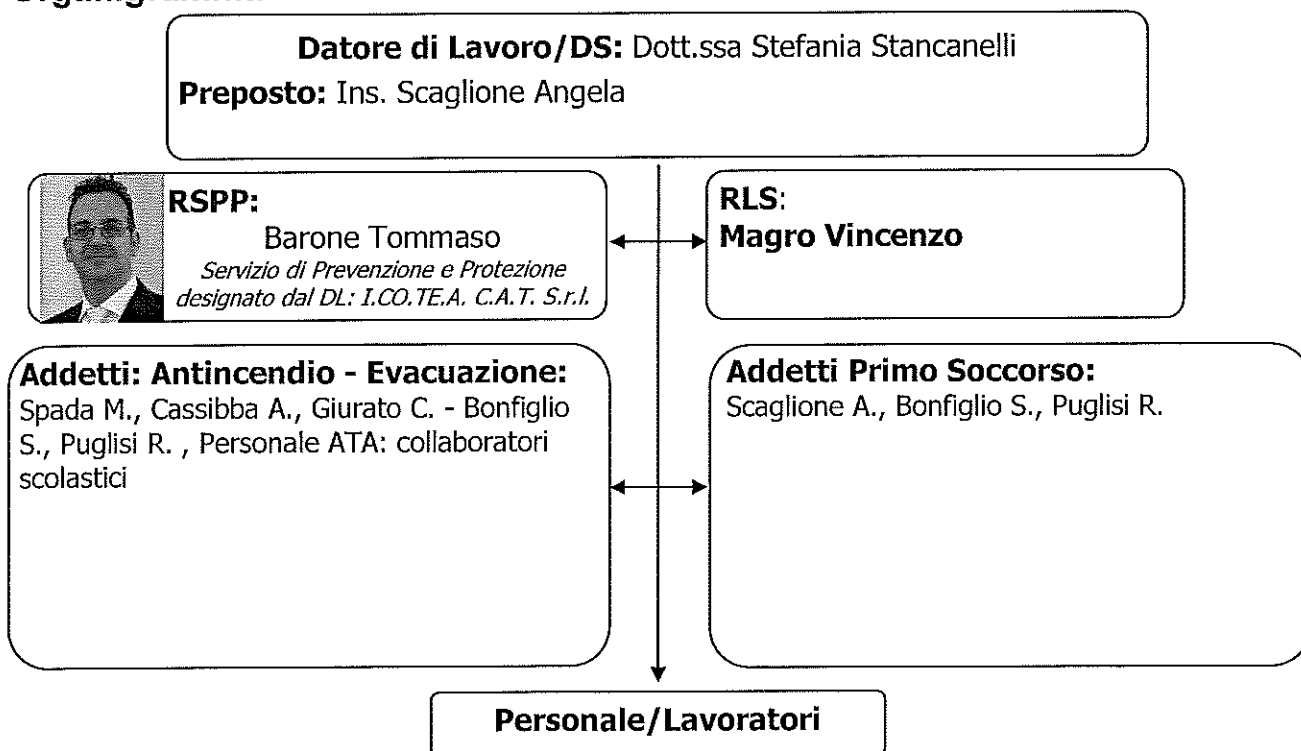 Datore di Lavoro/DS: Dott.ssa Stefania Stancanelli
Preposto: Ins. Scaglione Angela
RSPP:
Barone Tommaso
Servizio di Prevenzione e Protezione
designato dal DL: I.CO.TE.A. C.A.T. S.r.l.
RLS:
Magro Vincenzo
Addetti: Antincendio - Evacuazione:
Spada M., Cassibba A., Giurato C. - Bonfiglio
S., Puglisi R. , Personale ATA: collaboratori
scolastici
Addetti Primo Soccorso:
Scaglione A., Bonfiglio S., Puglisi R.
Personale/Lavoratori